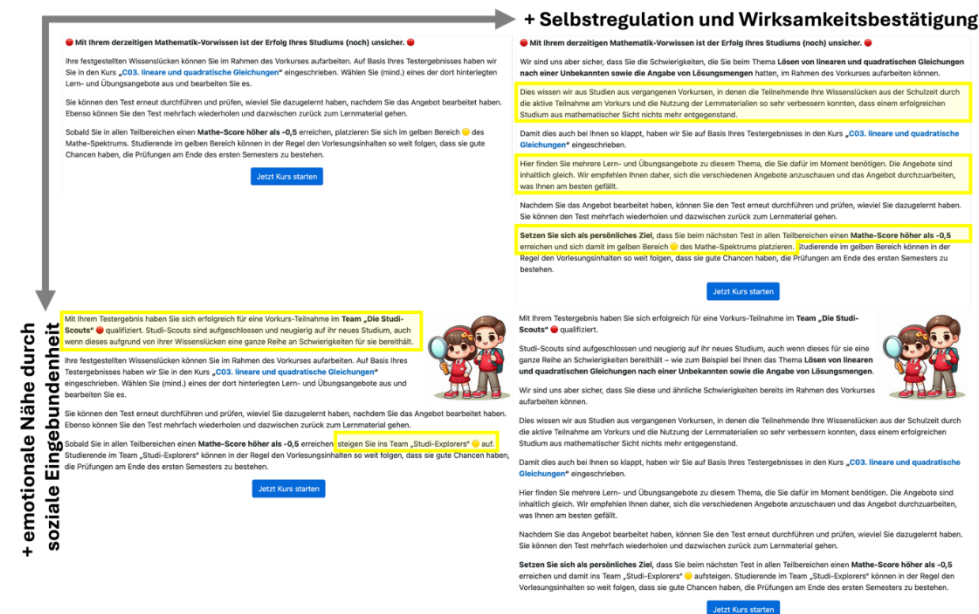 + Selbstregulation und Wirksamkeitsbestätigung
+ emotionale Nähe durch
soziale Eingebundenheit
🔴 Mit Ihrem derzeitigen Mathematik-Vorwissen ist der Erfolg Ihres Studiums (noch) unsicher. 🔴
Ihre festgestellten Wissenslücken können Sie im Rahmen des Vorkurses aufarbeiten. Auf Basis Ihres Testergebnisses haben wir
Sie in den Kurs „C03. lineare und quadratische Gleichungen" eingeschrieben. Wählen Sie (mind.) eines der dort hinterlegten
Lern- und Übungsangebote aus und bearbeiten Sie es.
Sie können den Test erneut durchführen und prüfen, wieviel Sie dazugelernt haben, nachdem Sie das Angebot bearbeitet haben.
Ebenso können Sie den Test mehrfach wiederholen und dazwischen zurück zum Lernmaterial gehen.
Sobald Sie in allen Teilbereichen einen Mathe-Score höher als -0,5 erreichen, platzieren Sie sich im gelben Bereich 🟡 des
Mathe-Spektrums. Studierende im gelben Bereich können in der Regel den Vorlesungsinhalten so weit folgen, dass sie gute
Chancen haben, die Prüfungen am Ende des ersten Semesters zu bestehen.
Jetzt Kurs starten
🔴 Mit Ihrem derzeitigen Mathematik-Vorwissen ist der Erfolg Ihres Studiums (noch) unsicher. 🔴
Wir sind uns aber sicher, dass Sie die Schwierigkeiten, die Sie beim Thema Lösen von linearen und quadratischen Gleichungen
nach einer Unbekannten sowie die Angabe von Lösungsmengen hatten, im Rahmen des Vorkurses aufarbeiten können.
Dies wissen wir aus Studien aus vergangenen Vorkursen, in denen die Teilnehmende ihre Wissenslücken aus der Schulzeit durch
die aktive Teilnahme am Vorkurs und die Nutzung der Lernmaterialien so sehr verbessern konnten, dass einem erfolgreichen
Studium aus mathematischer Sicht nichts mehr entgegenstand.
Damit dies auch bei Ihnen so klappt, haben wir Sie auf Basis Ihres Testergebnisses in den Kurs „C03. lineare und quadratische
Gleichungen" eingeschrieben.
Hier finden Sie mehrere Lern- und Übungsangebote zu diesem Thema, die Sie dafür im Moment benötigen. Die Angebote sind
inhaltlich gleich. Wir empfehlen Ihnen daher, sich die verschiedenen Angebote anzuschauen und das Angebot durchzuarbeiten,
was Ihnen am besten gefällt.
Nachdem Sie das Angebot bearbeitet haben, können Sie den Test erneut durchführen und prüfen, wieviel Sie dazugelernt haben.
Sie können den Test mehrfach wiederholen und dazwischen zurück zum Lernmaterial gehen.
Setzen Sie sich als persönliches Ziel, dass Sie beim nächsten Test in allen Teilbereichen einen Mathe-Score höher als -0,5
erreichen und sich damit im gelben Bereich 🟡 des Mathe-Spektrums platzieren. Studierende im gelben Bereich können in der
Regel den Vorlesungsinhalten so weit folgen, dass sie gute Chancen haben, die Prüfungen am Ende des ersten Semesters zu
bestehen.
Jetzt Kurs starten
Mit Ihrem Testergebnis haben Sie sich erfolgreich für eine Vorkurs-Teilnahme im Team „Die Studi-
Scouts" 🔴 qualifiziert. Studi-Scouts sind aufgeschlossen und neugierig auf ihr neues Studium, auch
wenn dieses aufgrund von ihrer Wissenslücken eine ganze Reihe an Schwierigkeiten für sie bereithält.
Ihre festgestellten Wissenslücken können Sie im Rahmen des Vorkurses aufarbeiten. Auf Basis Ihres
Testergebnisses haben wir Sie in den Kurs „C03. lineare und quadratische Gleichungen"
eingeschrieben. Wählen Sie (mind.) eines der dort hinterlegten Lern- und Übungsangebote aus und
bearbeiten Sie es.
Sie können den Test erneut durchführen und prüfen, wieviel Sie dazugelernt haben, nachdem Sie das Angebot bearbeitet haben.
Ebenso können Sie den Test mehrfach wiederholen und dazwischen zurück zum Lernmaterial gehen.
Sobald Sie in allen Teilbereichen einen Mathe-Score höher als -0,5 erreichen, steigen Sie ins Team „Studi-Explorers" 🟡 auf.
Studierende im Team „Studi-Explorers" können in der Regel den Vorlesungsinhalten so weit folgen, dass sie gute Chancen haben,
die Prüfungen am Ende des ersten Semesters zu bestehen.
Jetzt Kurs starten
Mit Ihrem Testergebnis haben Sie sich erfolgreich für eine Vorkurs-Teilnahme im Team „Die Studi-
Scouts" 🔴 qualifiziert.
Studi-Scouts sind aufgeschlossen und neugierig auf ihr neues Studium, auch wenn dieses für sie eine
ganze Reihe an Schwierigkeiten bereithält – wie zum Beispiel bei Ihnen das Thema Lösen von linearen
und quadratischen Gleichungen nach einer Unbekannten sowie die Angabe von Lösungsmengen.
Wir sind uns aber sicher, dass Sie diese und ähnliche Schwierigkeiten bereits im Rahmen des Vorkurses
aufarbeiten können.
Dies wissen wir aus Studien aus vergangenen Vorkursen, in denen die Teilnehmende ihre Wissenslücken aus der Schulzeit durch
die aktive Teilnahme am Vorkurs und die Nutzung der Lernmaterialien so sehr verbessern konnten, dass einem erfolgreichen
Studium aus mathematischer Sicht nichts mehr entgegenstand.
Damit dies auch bei Ihnen so klappt, haben wir Sie auf Basis Ihres Testergebnisses in den Kurs „C03. lineare und quadratische
Gleichungen" eingeschrieben.
Hier finden Sie mehrere Lern- und Übungsangebote zu diesem Thema, die Sie dafür im Moment benötigen. Die Angebote sind
inhaltlich gleich. Wir empfehlen Ihnen daher, sich die verschiedenen Angebote anzuschauen und das Angebot durchzuarbeiten,
was Ihnen am besten gefällt.
Nachdem Sie das Angebot bearbeitet haben, können Sie den Test erneut durchführen und prüfen, wieviel Sie dazugelernt haben.
Sie können den Test mehrfach wiederholen und dazwischen zurück zum Lernmaterial gehen.
Setzen Sie sich als persönliches Ziel, dass Sie beim nächsten Test in allen Teilbereichen einen Mathe-Score höher als -0,5
erreichen und damit ins Team „Studi-Explorers" 🟡 aufsteigen. Studierende im Team „Studi-Explorers" können in der Regel den
Vorlesungsinhalten so weit folgen, dass sie gute Chancen haben, die Prüfungen am Ende des ersten Semesters zu bestehen.
Jetzt Kurs starten